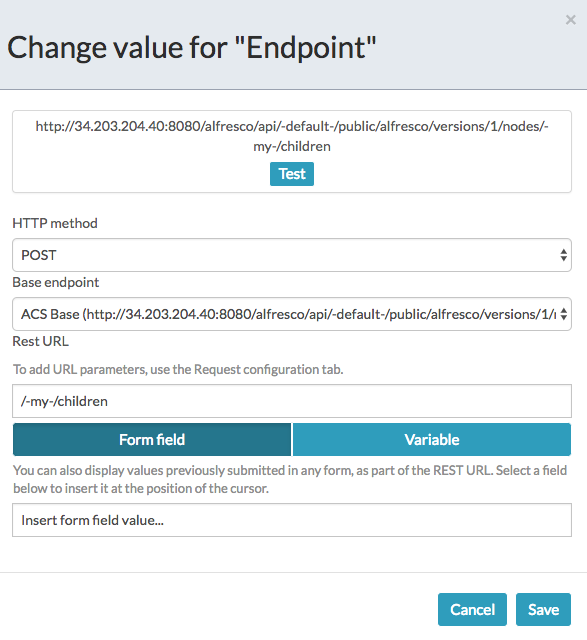 ×
Change value for "Endpoint"
http://34.203.204.40:8080/alfresco/api/-default-/public/alfresco/versions/1/nodes/-
my-/children
Test
HTTP method
POST
Base endpoint
ACS Base (http://34.203.204.40:8080/alfresco/api/-default-/public/alfresco/versions/1/
Rest URL
To add URL parameters, use the Request configuration tab.
/-my-/children
Form field Variable
You can also display values previously submitted in any form, as part of the REST URL. Select a field
below to insert it at the position of the cursor.
Insert form field value...
Cancel Save